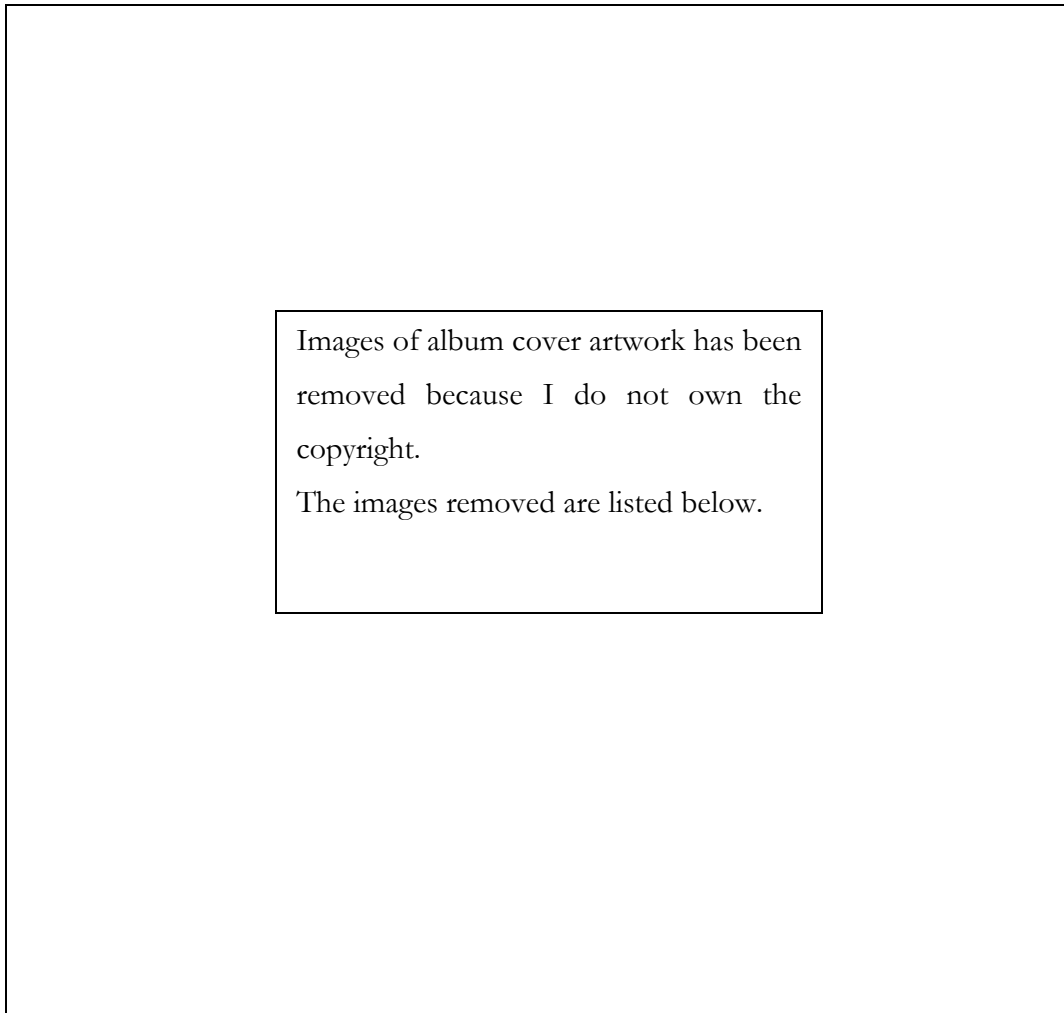 Images of album cover artwork has been
removed because I do not own the
copyright.
The images removed are listed below.